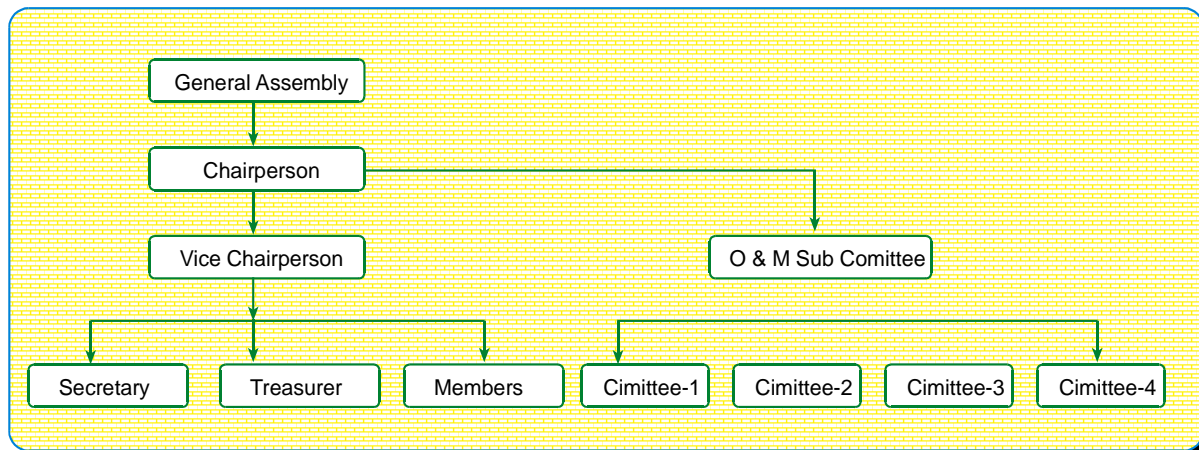 General Assembly
Chairperson
Vice Chairperson
O & M Sub Comittee
Secretary
Treasurer
Members
Cimittee-1
Cimittee-2
Cimittee-3
Cimittee-4